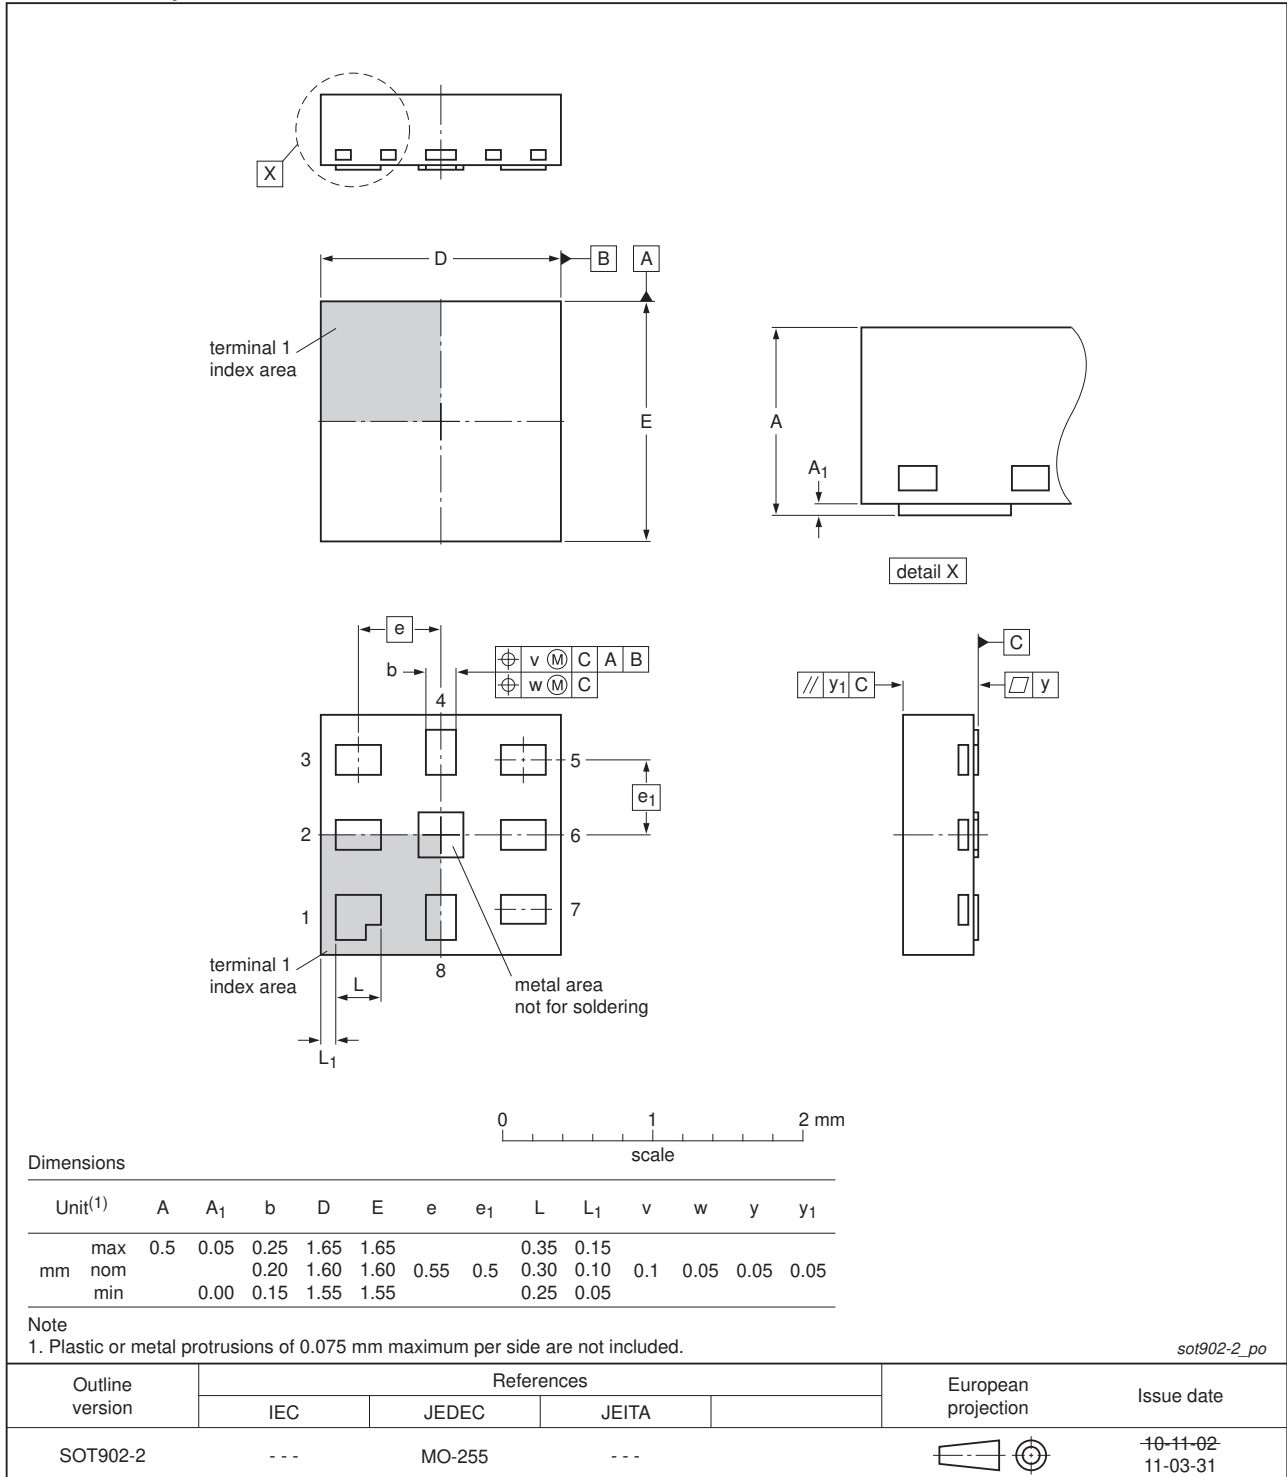 X
D
B
A
terminal 1
index area
E
A
A1
detail X
e
b
v M C A B
w M C
4
3
5
e1
2
6
1
7
terminal 1
index area
8
L
L1
metal area
not for soldering
C
// y1 C
y
0 1 2 mm
scale
Dimensions
Unit(1) A A1 b D E e e1 L L1 v w y y1
max 0.5 0.05 0.25 1.65 1.65 0.35 0.15
mm nom 0.20 1.60 1.60 0.55 0.5 0.30 0.10 0.1 0.05 0.05 0.05
min 0.00 0.15 1.55 1.55 0.25 0.05
Note
1. Plastic or metal protrusions of 0.075 mm maximum per side are not included.
sot902-2_po
Outline
version
References
IEC JEDEC JEITA
European
projection
Issue date
SOT902-2 - - - MO-255 - - -
10-11-02
11-03-31